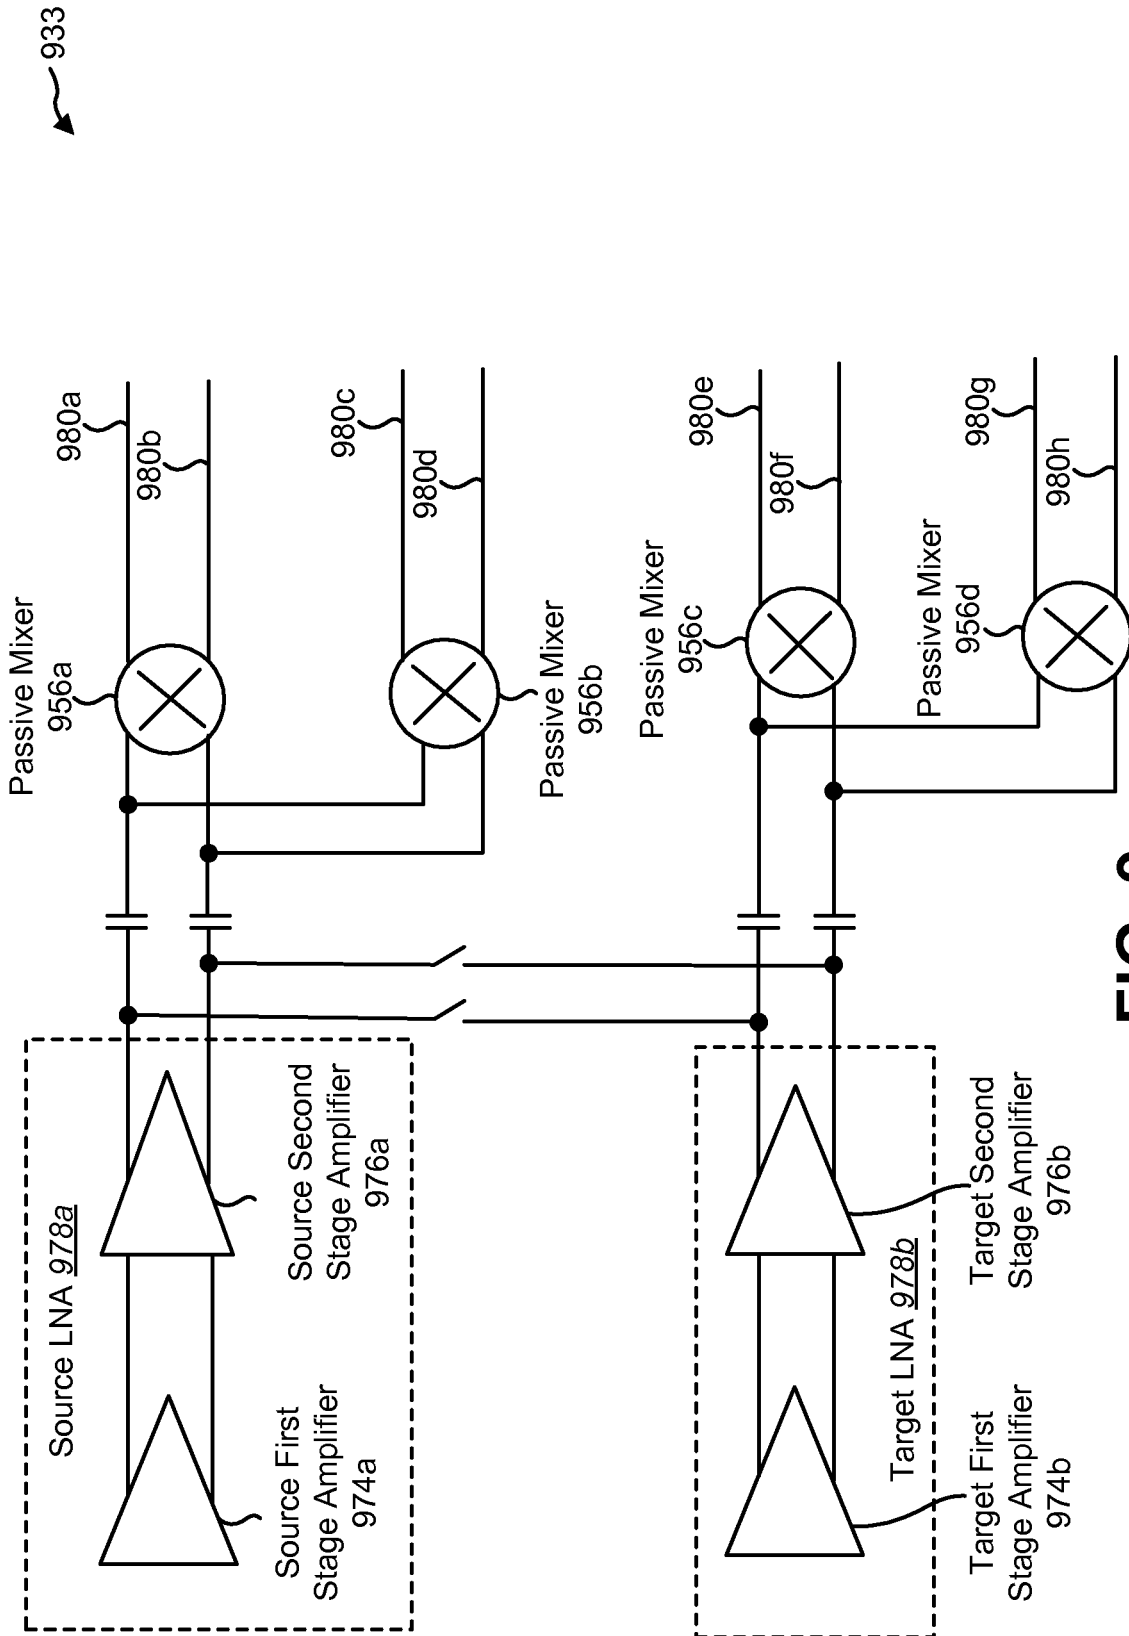 933
Passive Mixer
956a
980a
980b
Source LNA 978a
Source First
Stage Amplifier
974a
Source Second
Stage Amplifier
976a
980c
980d
Passive Mixer
956b
Passive Mixer
956c
980e
980f
Target LNA 978b
Target First
Stage Amplifier
974b
Target Second
Stage Amplifier
976b
Passive Mixer
956d
980g
980h
FIG.